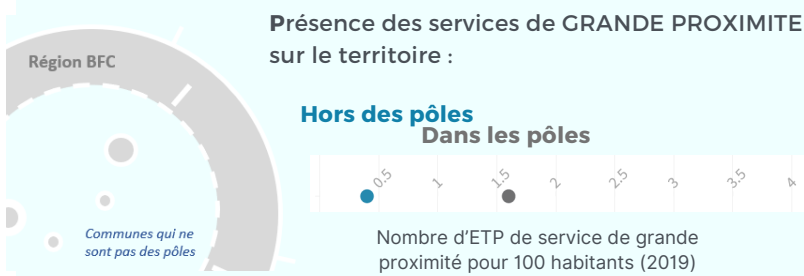 Présence des services de GRANDE PROXIMITE
sur le territoire :
Région BFC
Hors des pôles
Dans les pôles
0.5 1 1.5 2 2.5 3 3.5 4
Communes qui ne
sont pas des pôles
Nombre d'ETP de service de grande
proximité pour 100 habitants (2019)